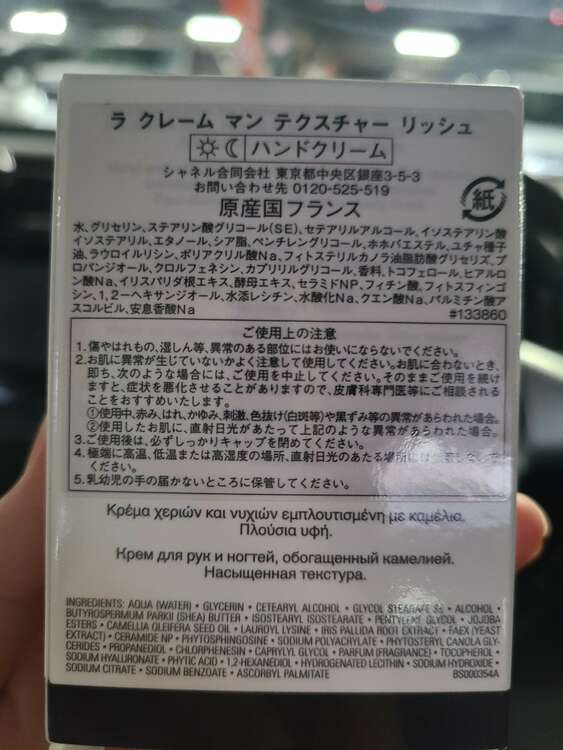 ラ クレーム マン テクスチャー リッシュ
ハンドクリーム
シャネル合同会社 東京都中央区銀座3-5-3
お問い合わせ先 0120-525-519
紙
原産国フランス
水、グリセリン、ステアリン酸グリコール(SE)、セテアリルアルコール、イソステアリン酸
イソステアリル、エタノール、シア脂、ペンチレングリコール、ホホバエステル、ユチャ種子
油、ラウロイルリシン、ポリアクリル酸Na、フィトステリルカノラ油脂肪酸グリセリズ、プ
ロパンジオール、クロルフェネシン、カプリリルグリコール、香料、トコフェロール、ヒアルロ
ン酸Na、イリスパリダ根エキス、酵母エキス、セラミドNP、フィチン酸、フィトスフィンゴ
シン、1,2-ヘキサンジオール、水添レシチン、水酸化Na、クエン酸Na、パルミチン酸ア
スコルビル、安息香酸Na
#133860
ご使用上の注意
1. 傷やはれもの、湿しん等、異常のある部位にはお使いにならないでください。
2. お肌に異常が生じていないかよく注意して使用してください。お肌に合わないとき、
即ち、次のような場合には、ご使用を中止してください。そのままご使用を続け
ますと、症状を悪化させることがありますので、皮膚科専門医等にご相談される
ことをおすすめいたします。
①使用中、赤み、はれ、かゆみ、刺激、色抜け(白斑等)や黒ずみ等の異常があらわれた場合。
②使用したお肌に、直射日光があたって上記のような異常があらわれた場合。
3. ご使用後は、必ずしっかりキャップを閉めてください。
4. 極端に高温、低温または高湿度の場所、直射日光のあたる場所には保管しないで
ください。
5. 乳幼児の手の届かないところに保管してください。
Κρέμα χεριών και νυχιών εμπλουτισμένη με καμέλια.
Πλούσια υφή.
Крем для рук и ногтей, обогащенный камелией.
Насыщенная текстура.
INGREDIENTS: AQUA (WATER) • GLYCERIN • CETEARYL ALCOHOL • GLYCOL STEARATE SE • ALCOHOL •
BUTYROSPERMUM PARKII (SHEA) BUTTER • ISOSTEARYL ISOSTEARATE • PENTYLENE GLYCOL • JOJOBA
ESTERS • CAMELLIA OLEIFERA SEED OIL • LAUROYL LYSINE • IRIS PALLIDA ROOT EXTRACT • FAEX (YEAST
EXTRACT) • CERAMIDE NP • PHYTOSPHINGOSINE • SODIUM POLYACRYLATE • PHYTOSTERYL CANOLA GLY-
CERIDES • PROPANEDIOL • CHLORPHENESIN • CAPRYLYL GLYCOL • PARFUM (FRAGRANCE) • TOCOPHEROL •
SODIUM HYALURONATE • PHYTIC ACID • 1,2-HEXANEDIOL • HYDROGENATED LECITHIN • SODIUM HYDROXIDE •
SODIUM CITRATE • SODIUM BENZOATE • ASCORBYL PALMITATE
BS000354A